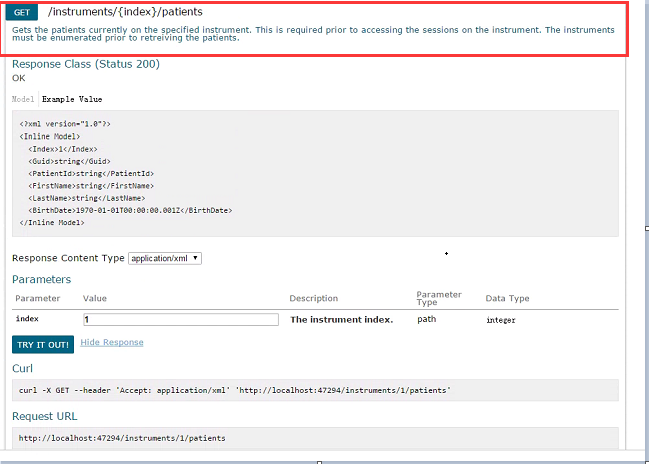 GET /instruments/{index}/patients
Gets the patients currently on the specified instrument. This is required prior to accessing the sessions on the instrument. The instruments
must be enumerated prior to retreiving the patients.
Response Class (Status 200)
OK
Model Example Value
<?xml version="1.0"?>
<Inline Model>
<Index>1</Index>
<Guid>string</Guid>
<PatientId>string</PatientId>
<FirstName>string</FirstName>
<LastName>string</LastName>
<BirthDate>1970-01-01T00:00:00.001Z</BirthDate>
</Inline Model>
Response Content Type application/xml
Parameters
Parameter Value Description Parameter Type Data Type
index 1 The instrument index. path integer
TRY IT OUT! Hide Response
Curl
curl -X GET --header 'Accept: application/xml' 'http://localhost:47294/instruments/1/patients'
Request URL
http://localhost:47294/instruments/1/patients